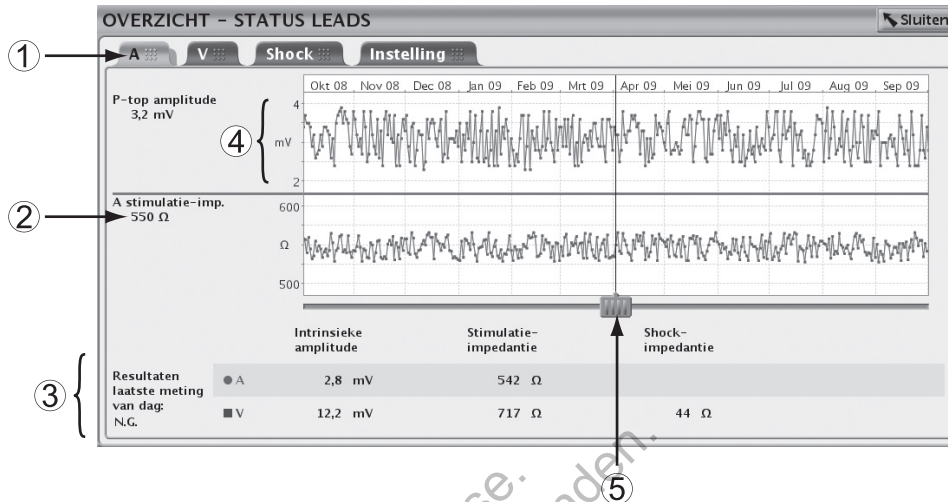 OVERZICHT – STATUS LEADS
Sluiten
1
A
V
Shock
Instelling
Okt 08 Nov 08 Dec 08 Jan 09 Feb 09 Mrt 09 Apr 09 Mei 09 Jun 09 Jul 09 Aug 09 Sep 09
P-top amplitude
3,2 mV
4
4
mV
2
2
A stimulatie-imp.
550 Ω
600
Ω
500
Intrinsieke
amplitude
Stimulatie-
impedantie
Shock-
impedantie
3
Resultaten
laatste meting
van dag:
N.G.
A 2,8 mV 542 Ω
V 12,2 mV 717 Ω 44 Ω
5